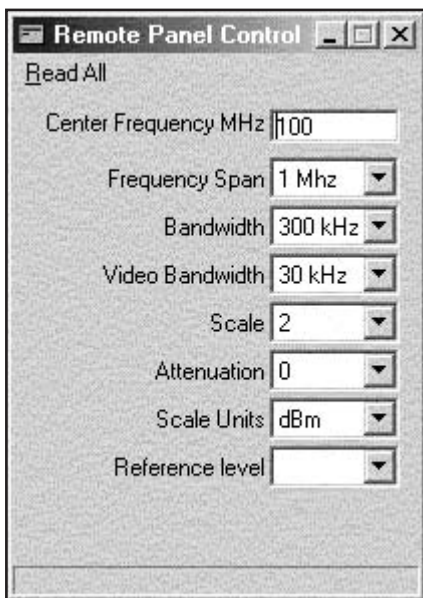 Remote Panel Control
Read All
Center Frequency MHz 100
Frequency Span 1 Mhz
Bandwidth 300 kHz
Video Bandwidth 30 kHz
Scale 2
Attenuation 0
Scale Units dBm
Reference level